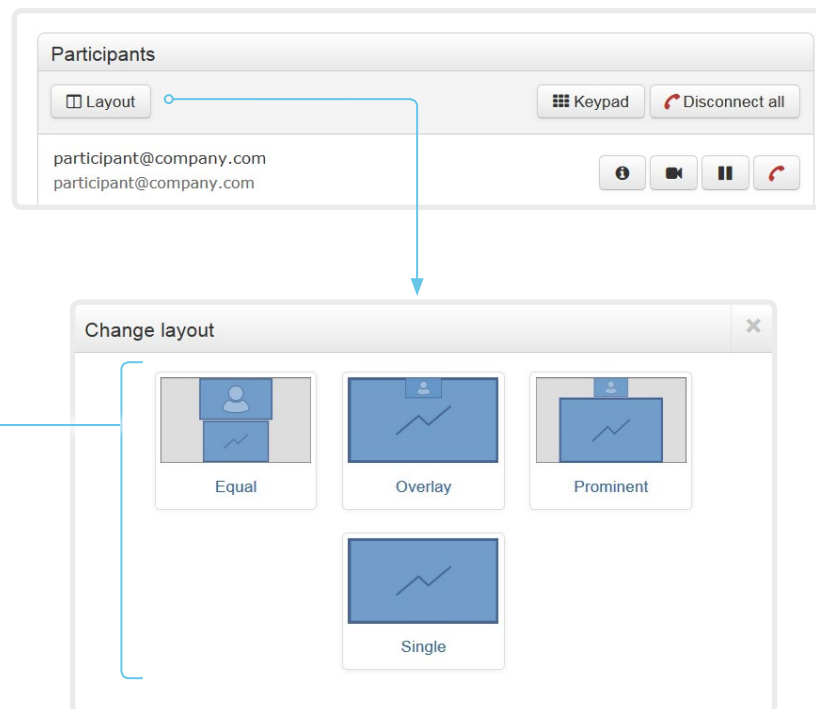 Participants
Layout Keypad Disconnect all
participant@company.com
participant@company.com
Change layout
Equal Overlay Prominent
Single